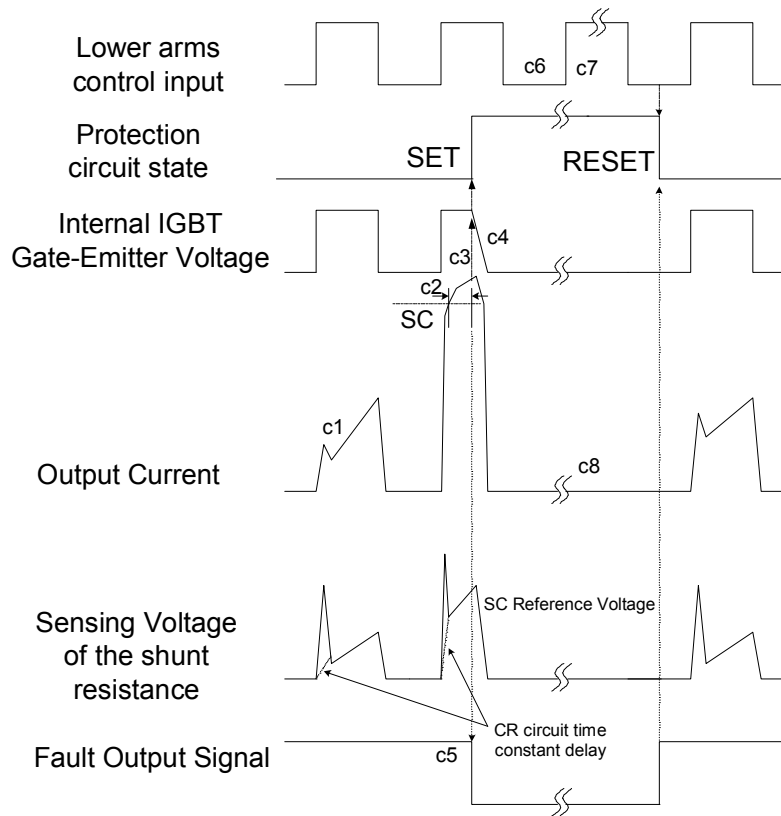 Lower arms
control input
c6
c7
Protection
circuit state
SET
RESET
Internal IGBT
Gate-Emitter Voltage
c4
c3
c2
SC
c1
Output Current
c8
SC Reference Voltage
Sensing Voltage
of the shunt
resistance
CR circuit time
constant delay
Fault Output Signal
c5